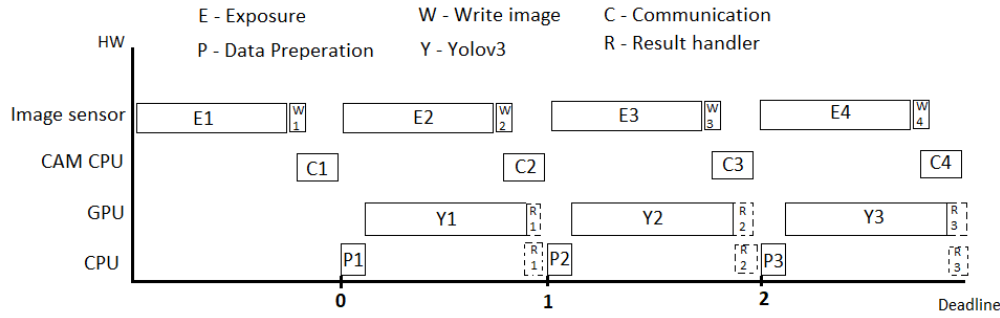 E - Exposure W - Write image C - Communication
HW
P - Data Preperation Y - Yolov3 R - Result handler
Image sensor E1 W 1 E2 W 2 E3 W 3 E4 W 4
CAM CPU C1 C2 C3 C4
GPU Y1 R 1 Y2 R 2 Y3 R 3
CPU P1 R 1 P2 R 2 P3 R 3
0 1 2 Deadline